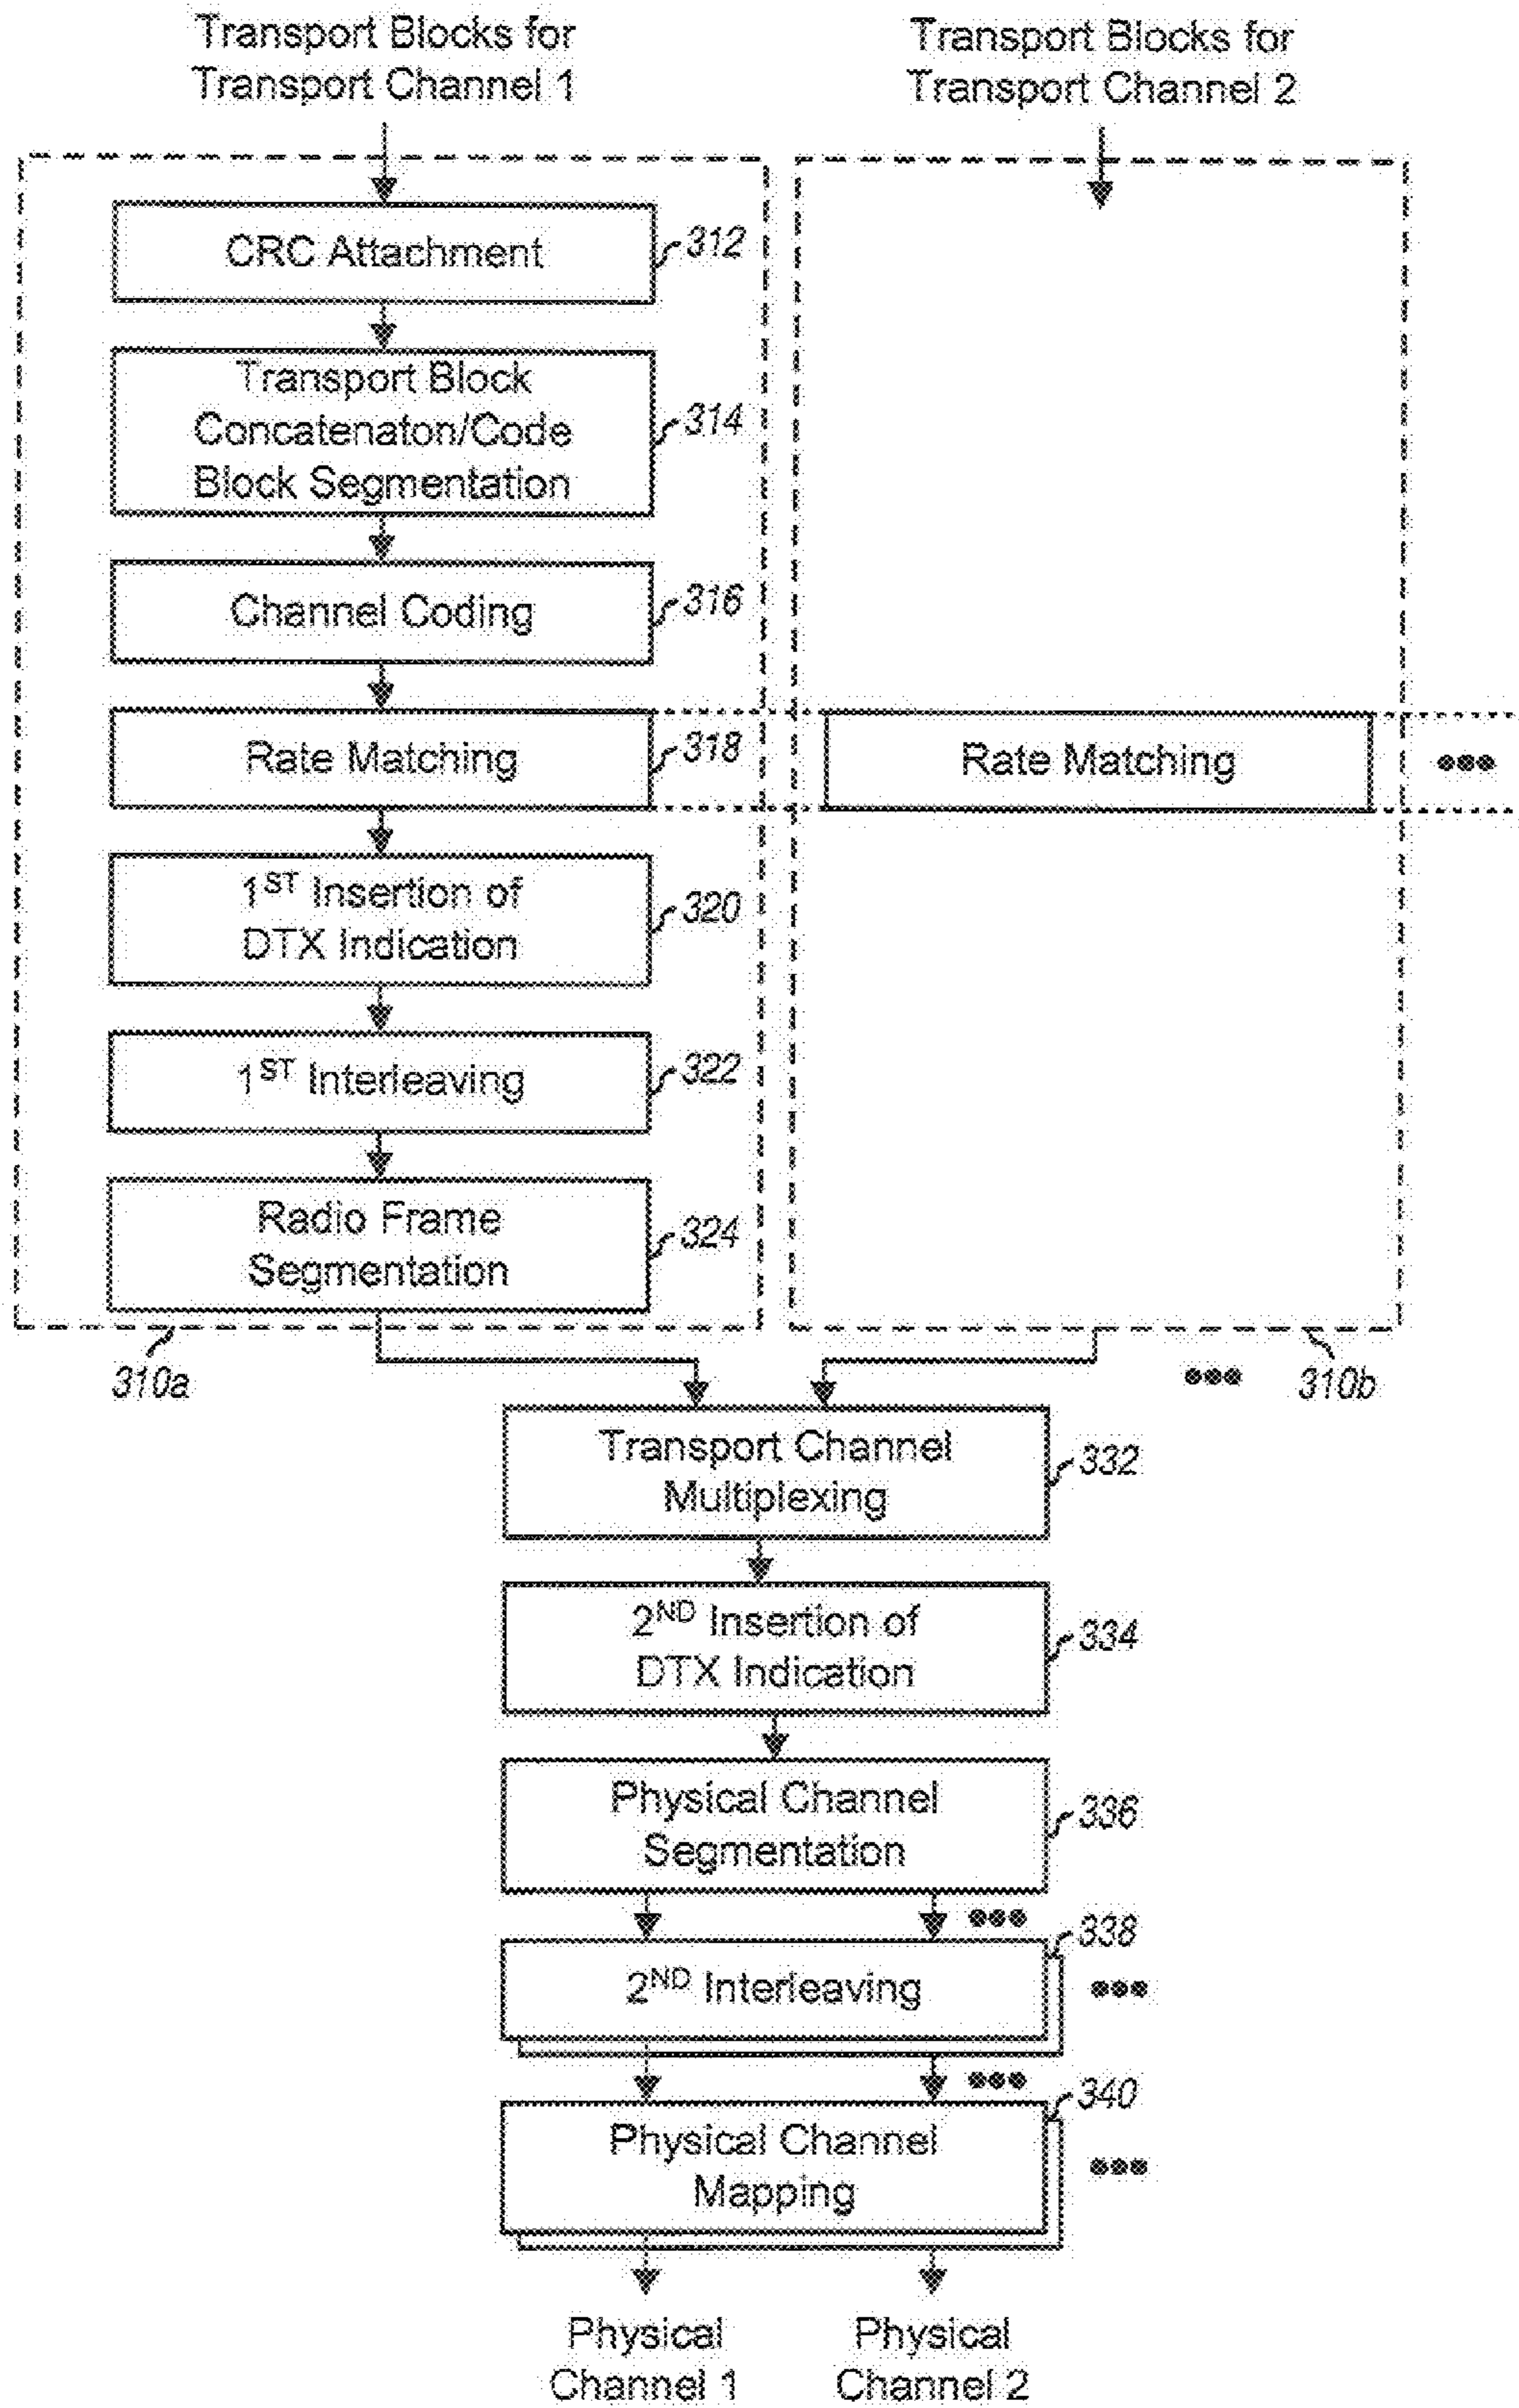 Transport Blocks for
Transport Channel 1
Transport Blocks for
Transport Channel 2
CRC Attachment
312
Transport Block
Concatenaton/Code
Block Segmentation
314
Channel Coding
316
Rate Matching
318
Rate Matching
1ST Insertion of
DTX Indication
320
1ST Interleaving
322
Radio Frame
Segmentation
324
310a
310b
Transport Channel
Multiplexing
332
2ND Insertion of
DTX Indication
334
Physical Channel
Segmentation
336
338
2ND Interleaving
340
Physical Channel
Mapping
Physical
Channel 1
Physical
Channel 2